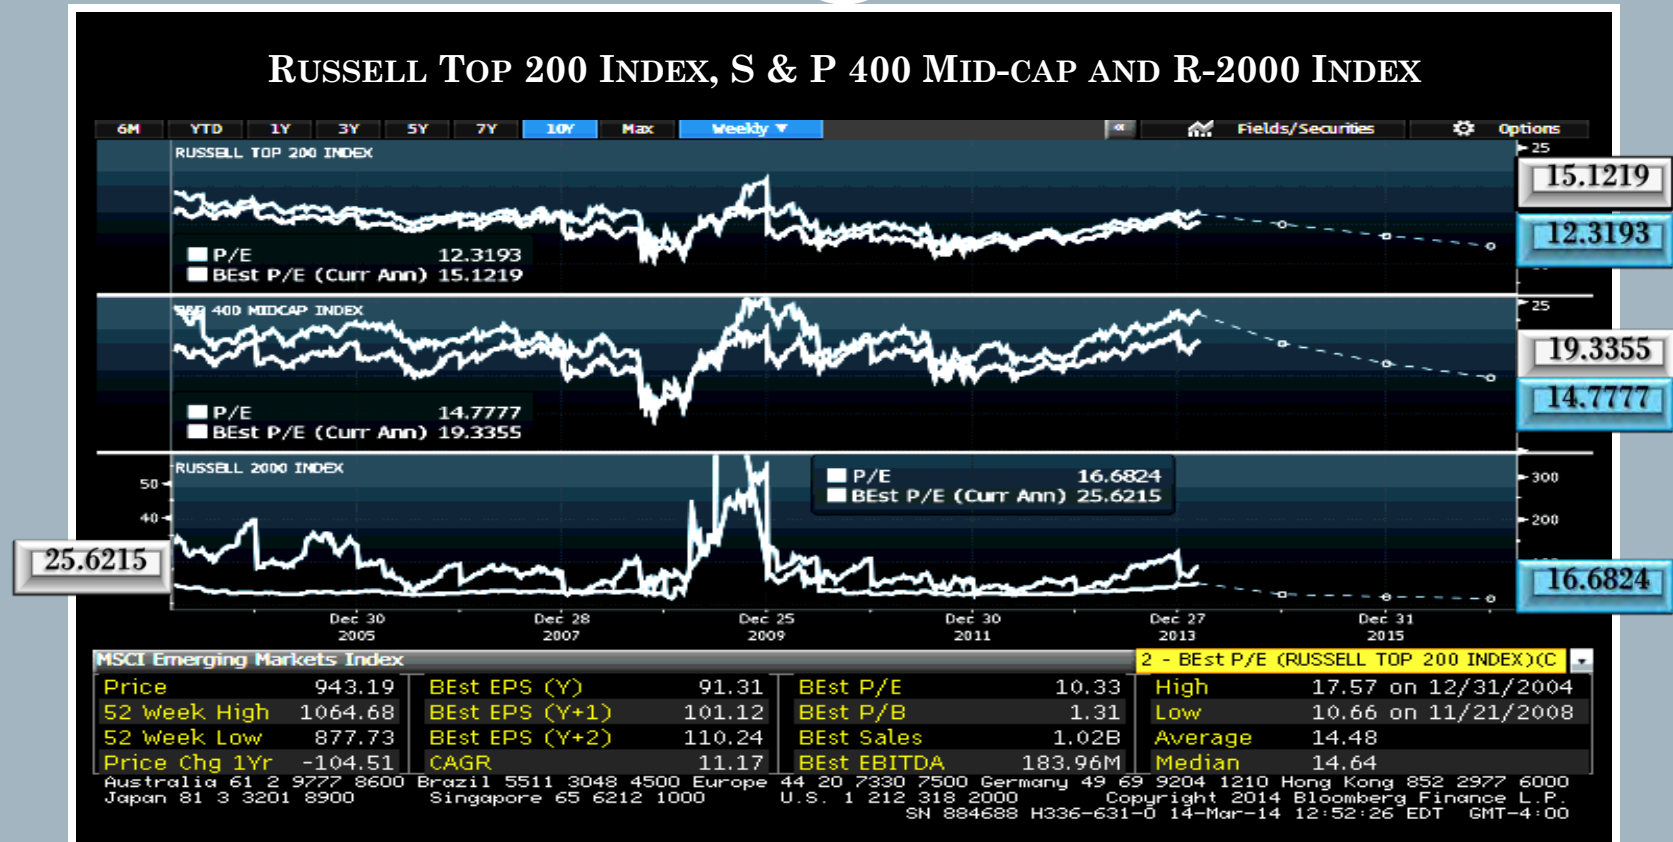 RUSSELL TOP 200 INDEX, S & P 400 MID-CAP AND R-2000 INDEX
6M YTD 1Y 3Y 5Y 7Y 10Y Max Weekly ▼ « Fields/Securities Options
RUSSELL TOP 200 INDEX
25
15.1219
12.3193
P/E 12.3193
BEst P/E (Curr Ann) 15.1219
400 MIDCAP INDEX
25
19.3355
14.7777
P/E 14.7777
BEst P/E (Curr Ann) 19.3355
RUSSELL 2000 INDEX
50
40
P/E 16.6824
BEst P/E (Curr Ann) 25.6215
300
200
25.6215
16.6824
Dec 30 Dec 28 Dec 25 Dec 30 Dec 27 Dec 31
2005 2007 2009 2011 2013 2015
MSCI Emerging Markets Index 2 - BEst P/E (RUSSELL TOP 200 INDEX)(C
Price 943.19 BEst EPS (Y) 91.31 BEst P/E 10.33 High 17.57 on 12/31/2004
52 Week High 1064.68 BEst EPS (Y+1) 101.12 BEst P/B 1.31 Low 10.66 on 11/21/2008
52 Week Low 877.73 BEst EPS (Y+2) 110.24 BEst Sales 1.02B Average 14.48
Price Chg 1Yr -104.51 CAGR 11.17 BEst EBITDA 183.96M Median 14.64
Australia 61 2 9777 8600 Brazil 5511 3048 4500 Europe 44 20 7330 7500 Germany 49 69 9204 1210 Hong Kong 852 2977 6000
Japan 81 3 3201 8900 Singapore 65 6212 1000 U.S. 1 212 318 2000 Copyright 2014 Bloomberg Finance L.P.
SN 884688 H336-631-0 14-Mar-14 12:52:26 EDT GMT-4:00